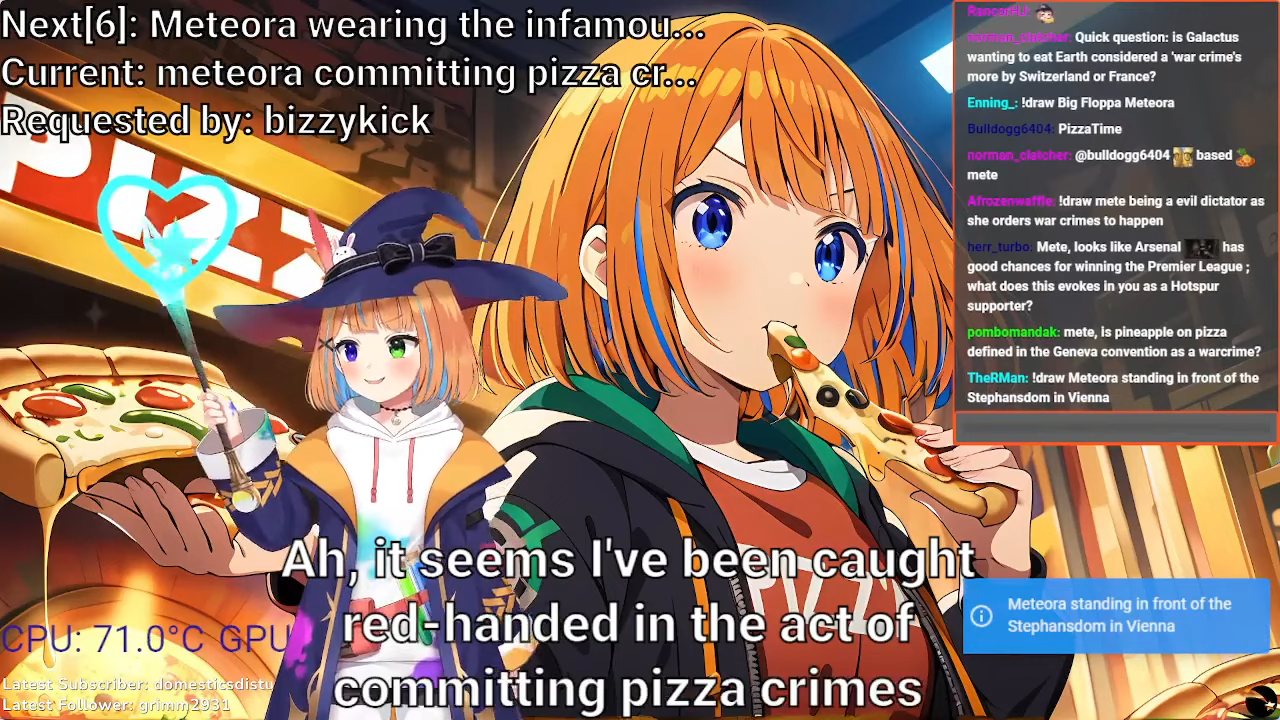 Next[6]: Meteora wearing the infamou...
Current: meteora committing pizza cr...
Requested by: bizzykick
PIZZ
RancorHLJ:
norman_cletcher: Quick question: is Galactus
wanting to eat Earth considered a 'war crime's
more by Switzerland or France?
Enning_: !draw Big Floppa Meteora
Bulldogg6404: PizzaTime
norman_cletcher: @bulldogg6404 based
mete
Afrozenwaffle: !draw mete being a evil dictator as
she orders war crimes to happen
herr_turbo: Mete, looks like Arsenal has
good chances for winning the Premier League ;
what does this evokes in you as a Hotspur
supporter?
pombomandak: mete, is pineapple on pizza
defined in the Geneva convention as a warcrime?
TheRMan: !draw Meteora standing in front of the
Stephansdom in Vienna
Ah, it seems I've been caught
red-handed in the act of
committing pizza crimes
Meteora standing in front of the
Stephansdom in Vienna
CPU: 71.0°C GPU
Latest Subscriber: domesticsdistu
Latest Follower: grimm2931